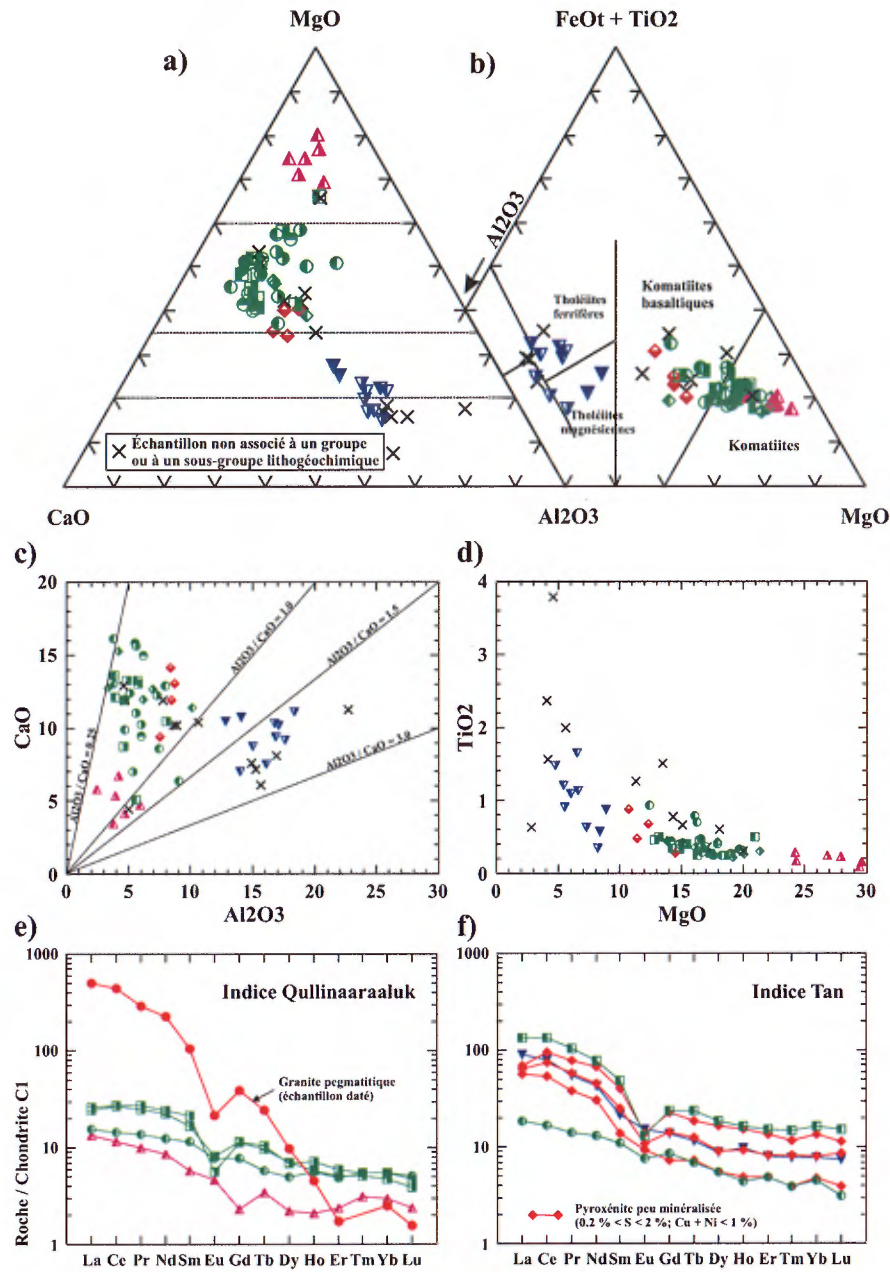 MgO
FeOt + TiO2
a)
b)
Al2O3
Komatiites
basaltiques
Tholéiites
ferrifères
Tholéiites
magnésiennes
Komatiites
Échantillon non associé à un groupe
ou à un sous-groupe lithogéochimique
CaO
Al2O3
MgO
c)
d)
20
15
10
5
0
CaO
Al2O3 / CaO = 0.25
Al2O3 / CaO = 1.0
Al2O3 / CaO = 1.5
Al2O3 / CaO = 3.0
0 5 10 15 20 25 30
Al2O3
4
3
2
1
0
TiO2
0 5 10 15 20 25 30
MgO
e)
f)
1000
100
10
1
Roche / Chondrite C1
Indice Qullinaaraaluk
Granite pegmatitique
(échantillon daté)
La Ce Pr Nd Sm Eu Gd Tb Dy Ho Er Tm Yb Lu
1000
100
10
1
Indice Tan
Pyroxénite peu minéralisée
(0.2 % < S < 2 %; Cu + Ni < 1 %)
La Ce Pr Nd Sm Eu Gd Tb Dy Ho Er Tm Yb Lu